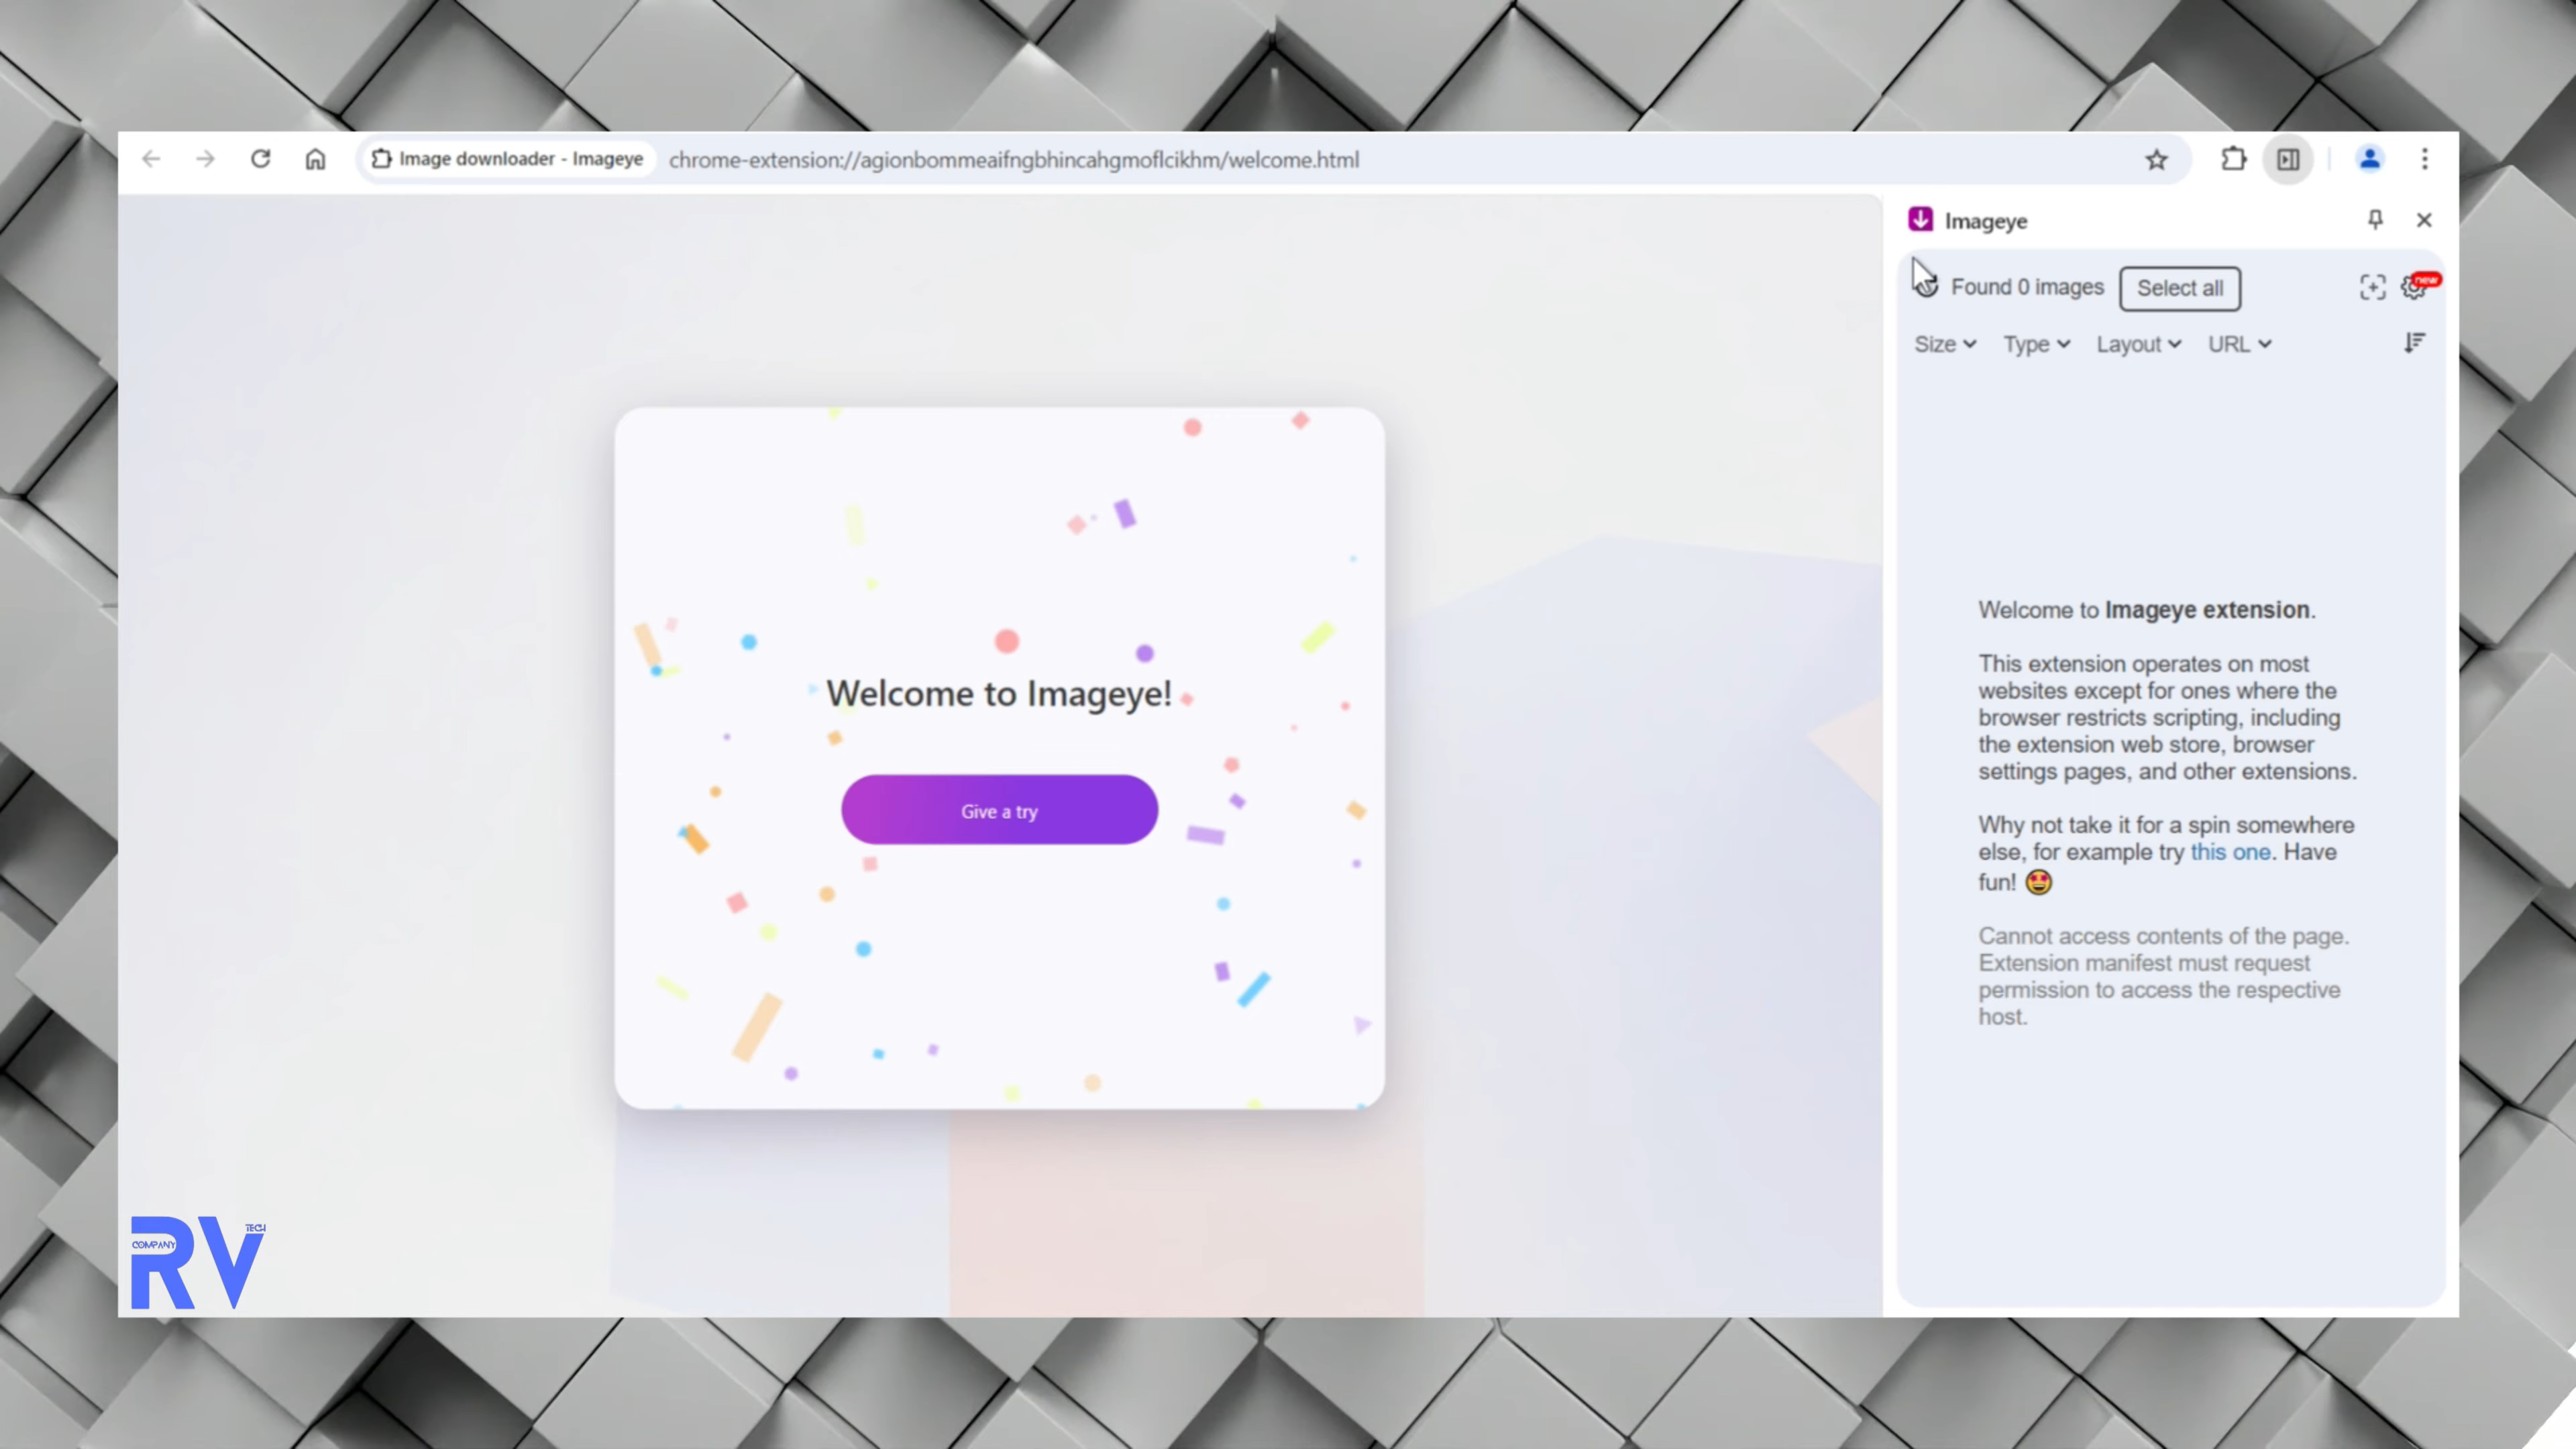 Image downloader - Imageye
chrome-extension://agionbommeaifngbhincahgmoflcikhm/welcome.html
Imageye
Found 0 images
Select all
new
Size
Type
Layout
URL
Welcome to Imageye!
Give a try
Welcome to Imageye extension.
This extension operates on most
websites except for ones where the
browser restricts scripting, including
the extension web store, browser
settings pages, and other extensions.
Why not take it for a spin somewhere
else, for example try this one. Have
fun! 🤩
Cannot access contents of the page.
Extension manifest must request
permission to access the respective
host.
RV
TECH
COMPANY